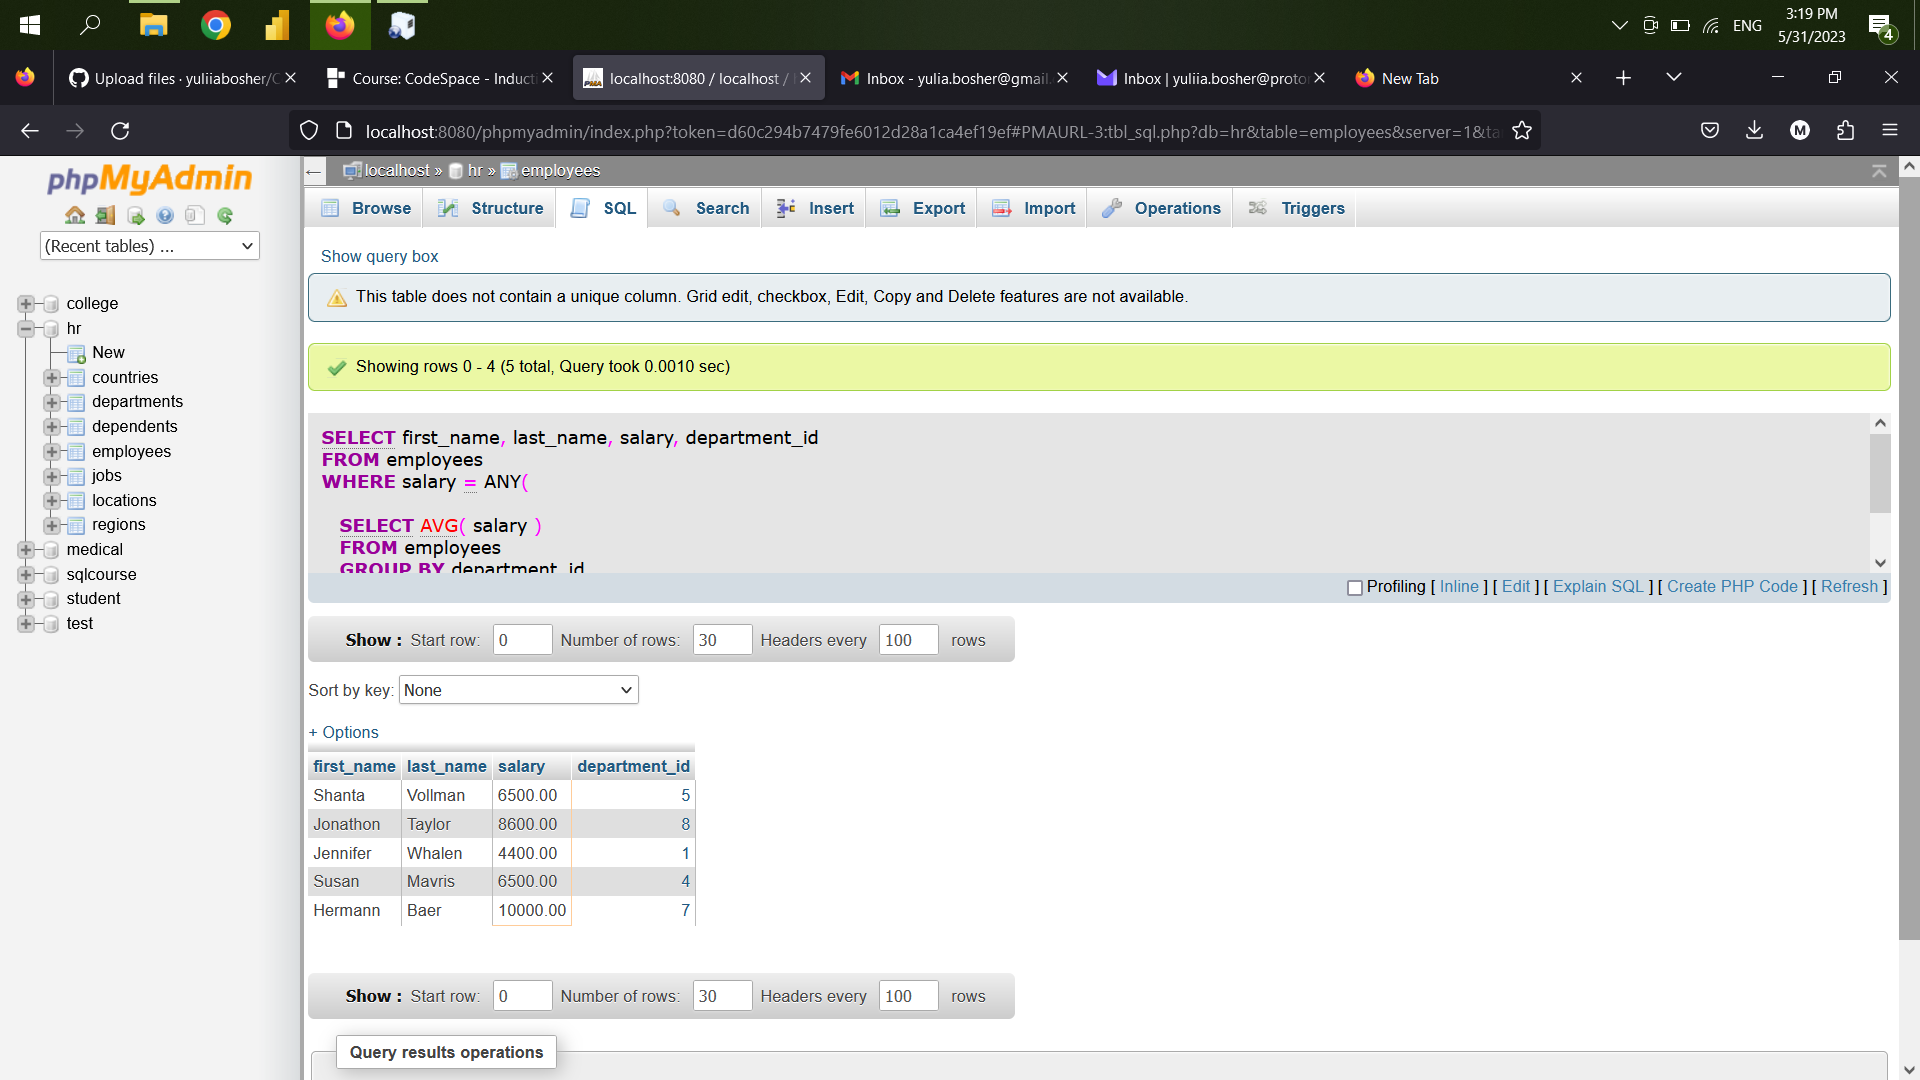 ENG
3:19 PM
5/31/2023
4
Upload files · yuliiabosher/C
Course: CodeSpace - Inducti
localhost:8080 / localhost /
Inbox - yulia.bosher@gmail.
Inbox | yuliia.bosher@proto
New Tab
localhost:8080/phpmyadmin/index.php?token=d60c294b7479fe6012d28a1ca4ef19ef#PMAURL-3:tbl_sql.php?db=hr&table=employees&server=1&ta
M
phpMyAdmin
(Recent tables) ...
college
hr
New
countries
departments
dependents
employees
jobs
locations
regions
medical
sqlcourse
student
test
localhost » hr » employees
Browse
Structure
SQL
Search
Insert
Export
Import
Operations
Triggers
Show query box
This table does not contain a unique column. Grid edit, checkbox, Edit, Copy and Delete features are not available.
Showing rows 0 - 4 (5 total, Query took 0.0010 sec)
SELECT first_name, last_name, salary, department_id
FROM employees
WHERE salary = ANY(
SELECT AVG( salary )
FROM employees
GROUP BY department_id
Profiling [ Inline ] [ Edit ] [ Explain SQL ] [ Create PHP Code ] [ Refresh ]
Show : Start row: 0 Number of rows: 30 Headers every 100 rows
Sort by key: None
+ Options
first_name last_name salary department_id
Shanta Vollman 6500.00 5
Jonathon Taylor 8600.00 8
Jennifer Whalen 4400.00 1
Susan Mavris 6500.00 4
Hermann Baer 10000.00 7
Show : Start row: 0 Number of rows: 30 Headers every 100 rows
Query results operations